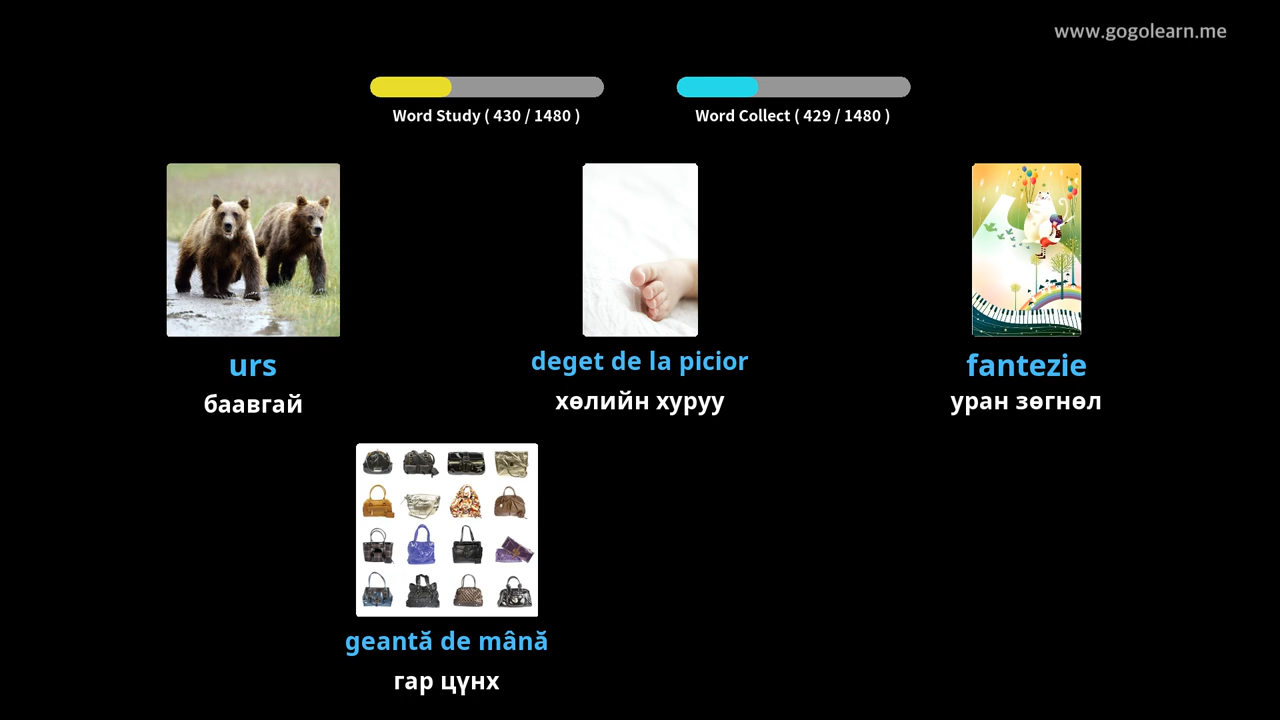 www.gogolearn.me
Word Study ( 430 / 1480 )
Word Collect ( 429 / 1480 )
urs
баавгай
deget de la picior
хөлийн хуруу
fantezie
уран зөгнөл
geantă de mână
гар цүнх